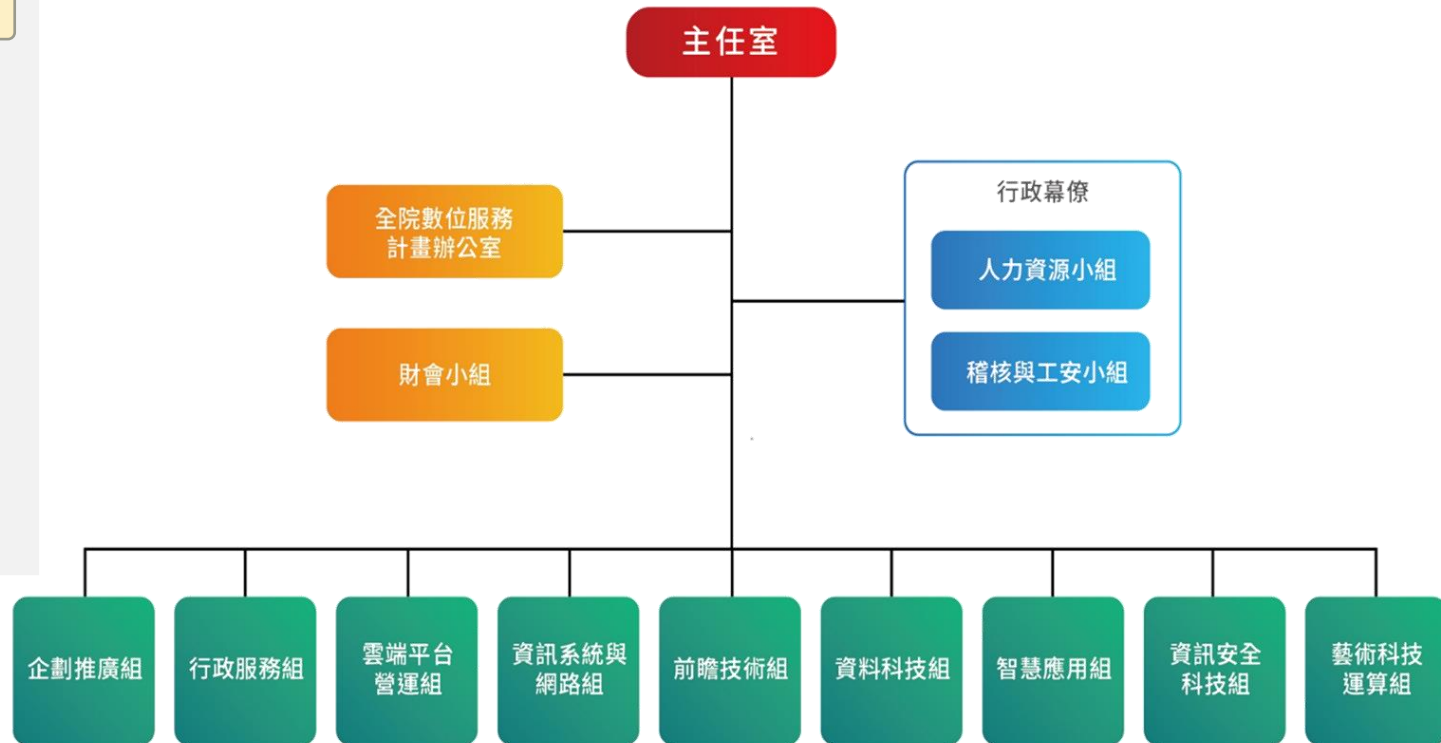 主任室
全院數位服務
計畫辦公室
財會小組
行政幕僚
人力資源小組
稽核與工安小組
企劃推廣組
行政服務組
雲端平台
營運組
資訊系統與
網路組
前瞻技術組
資料科技組
智慧應用組
資訊安全
科技組
藝術科技
運算組